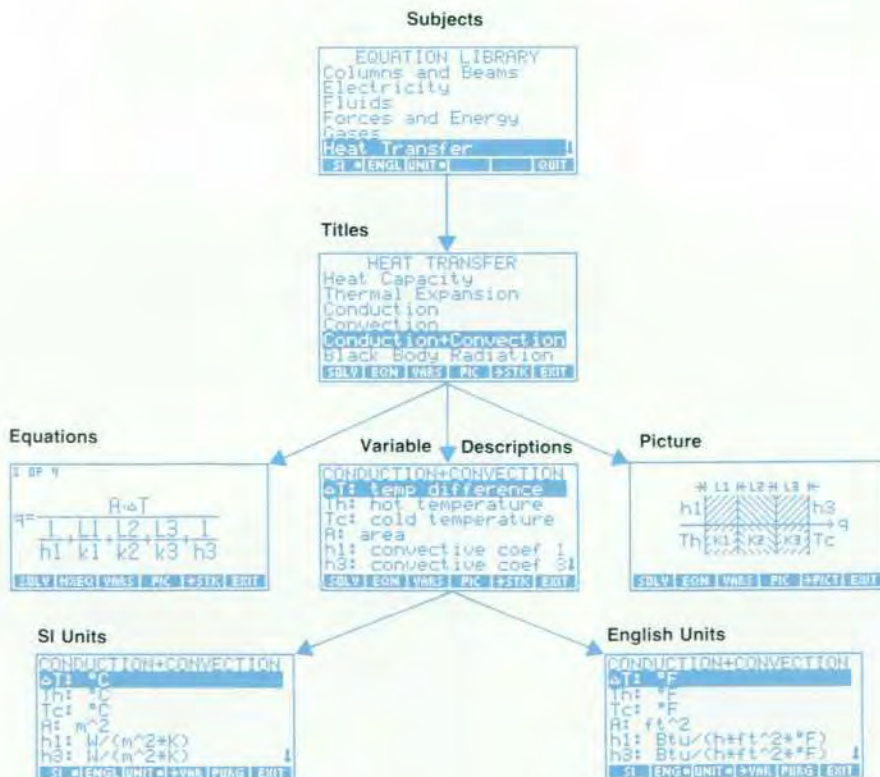 Subjects
EQUATION LIBRARY
Columns and Beams
Electricity
Fluids
Forces and Energy
Gases
Heat Transfer
SI ▪ ENGL UNIT ▪ QUIT
Titles
HEAT TRANSFER
Heat Capacity
Thermal Expansion
Conduction
Convection
Conduction+Convection
Black Body Radiation
SOLV EQN VARS PIC →STK EXIT
Equations
Variable Descriptions
Picture
1 OF 4
q= A·ΔT
1/h1 + L1/k1 + L2/k2 + L3/k3 + 1/h3
SOLV NXEQ VARS PIC →STK EXIT
CONDUCTION+CONVECTION
ΔT: temp difference
Th: hot temperature
Tc: cold temperature
A: area
h1: convective coef 1
h3: convective coef 3
SOLV EQN VARS PIC →STK EXIT
L1 L2 L3
h1 h3
q
Th K1 K2 K3 Tc
SOLV EQN VARS PIC →PICT EXIT
SI Units
CONDUCTION+CONVECTION
ΔT: °C
Th: °C
Tc: °C
A: m^2
h1: W/(m^2*K)
h3: W/(m^2*K)
SI ▪ ENGL UNIT ▪ →VAR PURG EXIT
English Units
CONDUCTION+CONVECTION
ΔT: °F
Th: °F
Tc: °F
A: ft^2
h1: Btu/(h*ft^2*°F)
h3: Btu/(h*ft^2*°F)
SI ENG ▪ UNIT ▪ →VAR PURG EXIT